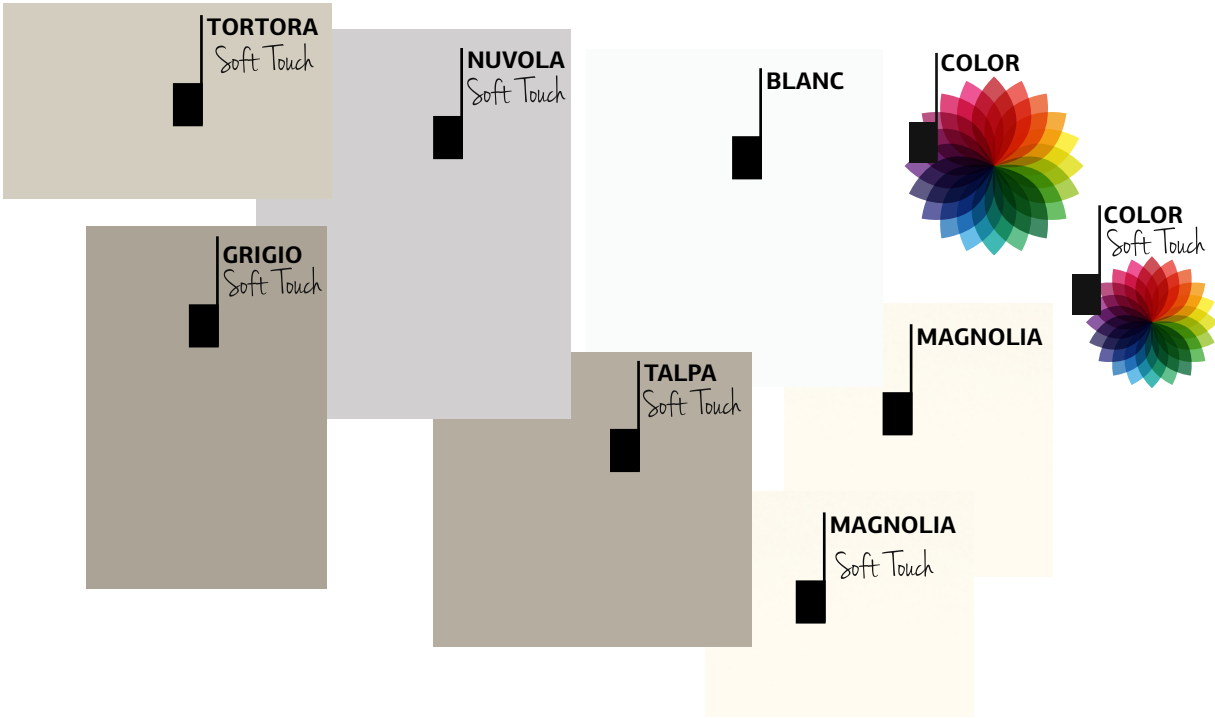 TORTORA
Soft Touch
NUVOLA
Soft Touch
BLANC
COLOR
COLOR
Soft Touch
GRIGIO
Soft Touch
TALPA
Soft Touch
MAGNOLIA
MAGNOLIA
Soft Touch